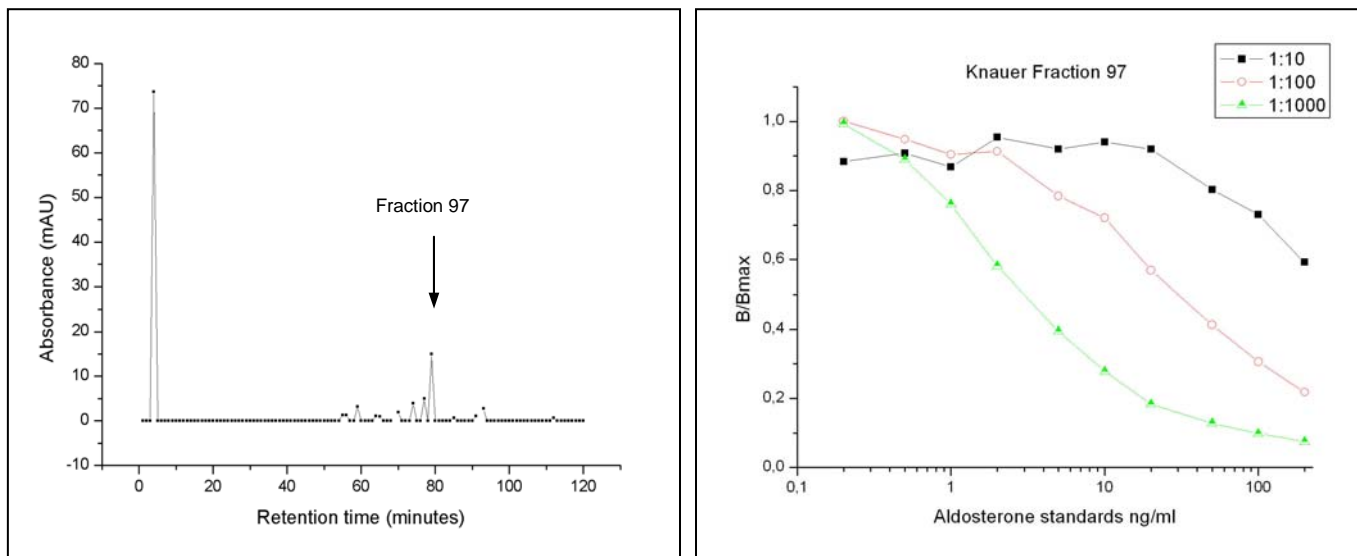 80
70
60
50
40
30
20
10
0
-10
Absorbance (mAU)
Fraction 97
0 20 40 60 80 100 120
Retention time (minutes)
Knauer Fraction 97
1:10
1:100
1:1000
1,0
0,8
0,6
0,4
0,2
0,0
B/Bmax
0,1 1 10 100
Aldosterone standards ng/ml